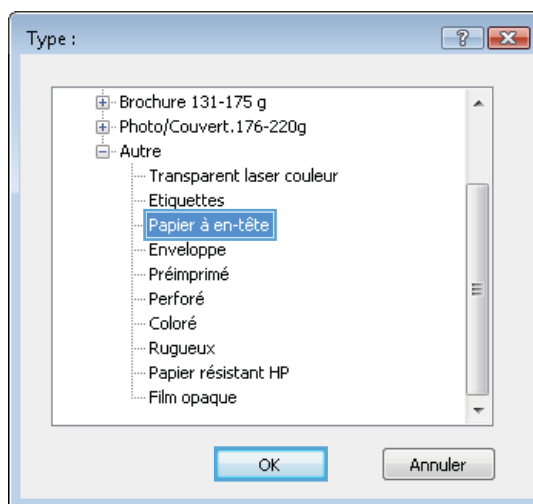 Type :
Brochure 131-175 g
Photo/Couvert.176-220g
Autre
Transparent laser couleur
Etiquettes
Papier à en-tête
Enveloppe
Préimprimé
Perforé
Coloré
Rugueux
Papier résistant HP
Film opaque
OK Annuler